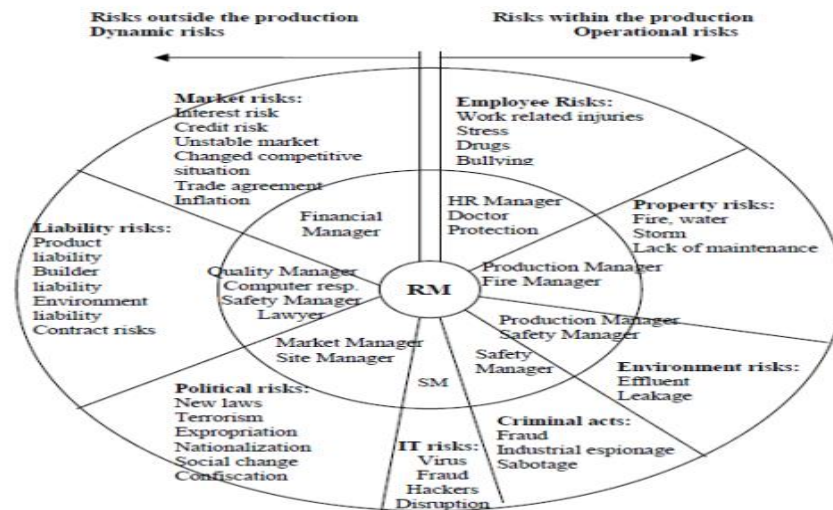 Risks outside the production
Dynamic risks
Risks within the production
Operational risks
Market risks:
Interest risk
Credit risk
Unstable market
Changed competitive
situation
Trade agreement
Inflation
Employee Risks:
Work related injuries
Stress
Drugs
Bullying
Financial
Manager
HR Manager
Doctor
Protection
Property risks:
Fire, water
Storm
Lack of maintenance
Liability risks:
Product
liability
Builder
liability
Environment
liability
Contract risks
Quality Manager
Computer resp.
Safety Manager
Lawyer
RM
Production Manager
Fire Manager
Production Manager
Safety Manager
Market Manager
Site Manager
SM
Safety
Manager
Environment risks:
Effluent
Leakage
Political risks:
New laws
Terrorism
Expropriation
Nationalization
Social change
Confiscation
IT risks:
Virus
Fraud
Hackers
Disruption
Criminal acts:
Fraud
Industrial espionage
Sabotage